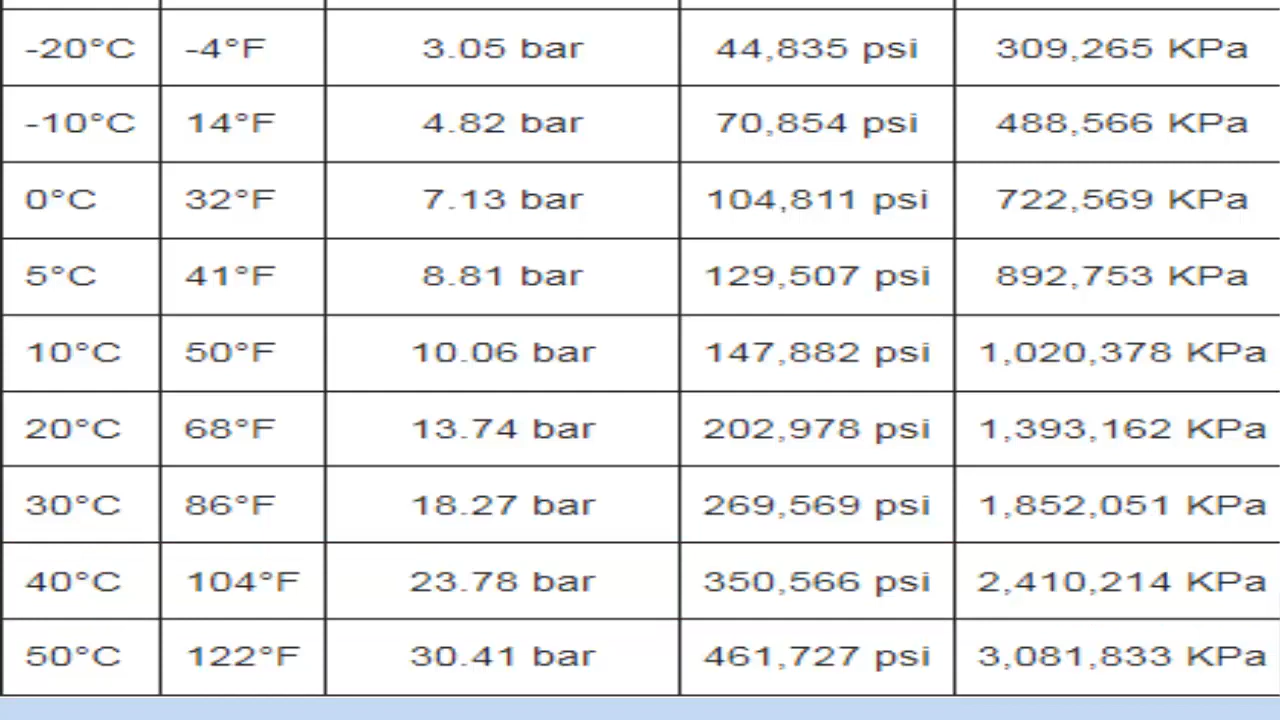 -20°C -4°F 3.05 bar 44,835 psi 309,265 KPa
-10°C 14°F 4.82 bar 70,854 psi 488,566 KPa
0°C 32°F 7.13 bar 104,811 psi 722,569 KPa
5°C 41°F 8.81 bar 129,507 psi 892,753 KPa
10°C 50°F 10.06 bar 147,882 psi 1,020,378 KPa
20°C 68°F 13.74 bar 202,978 psi 1,393,162 KPa
30°C 86°F 18.27 bar 269,569 psi 1,852,051 KPa
40°C 104°F 23.78 bar 350,566 psi 2,410,214 KPa
50°C 122°F 30.41 bar 461,727 psi 3,081,833 KPa